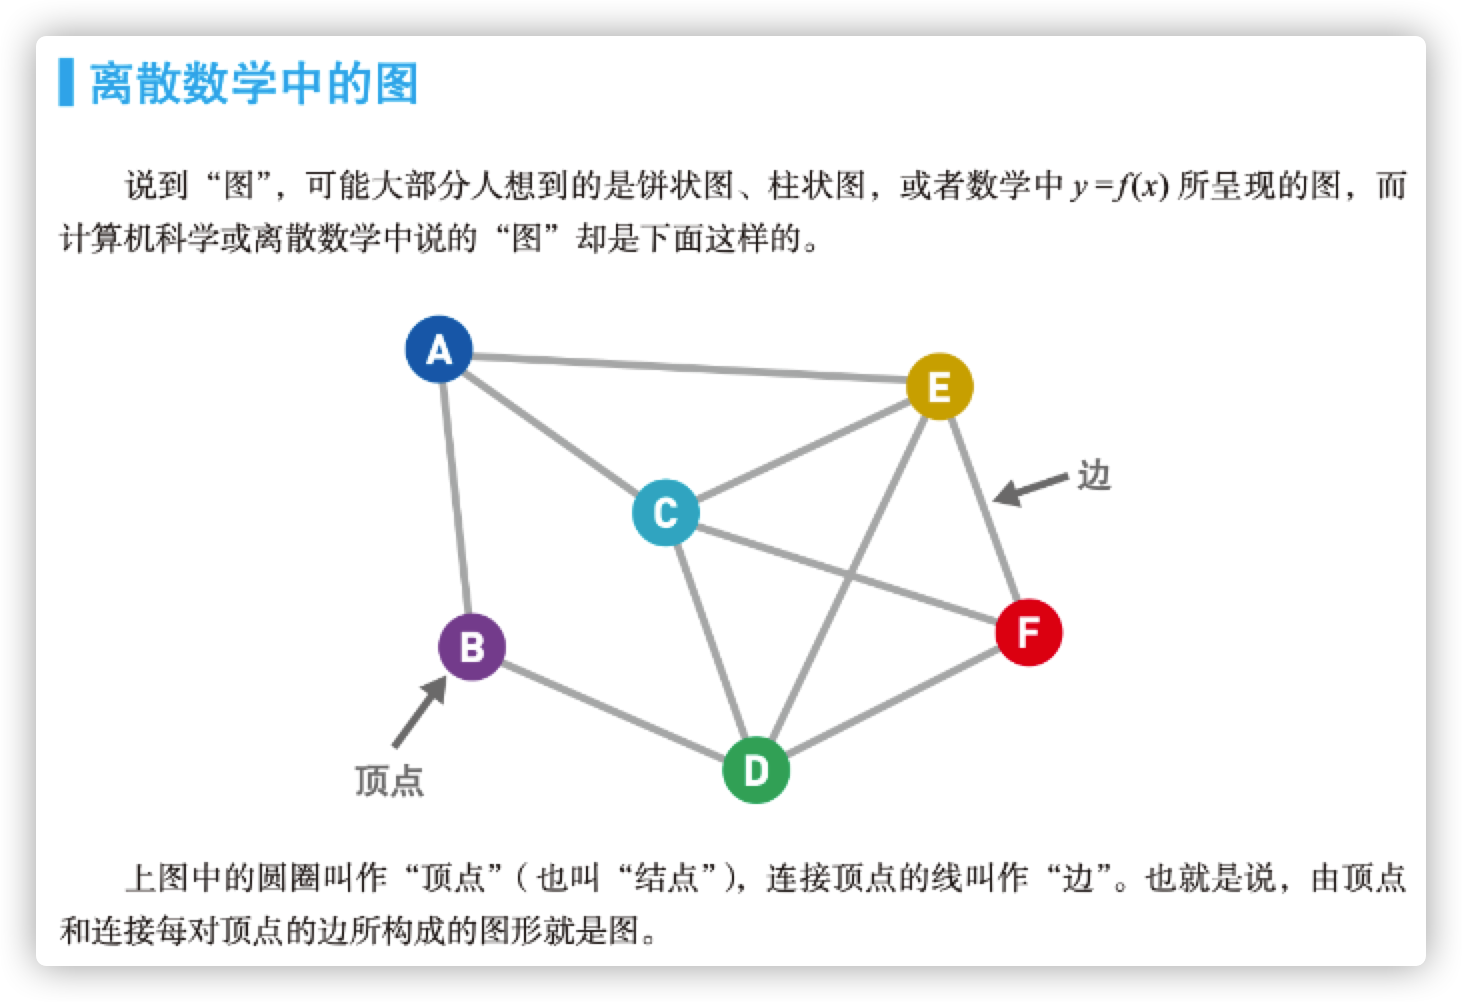 离散数学中的图
说到“图”，可能大部分人想到的是饼状图、柱状图，或者数学中 y=f(x) 所呈现的图，而
计算机科学或离散数学中说的“图”却是下面这样的。
A
E
边
C
F
B
D
顶点
上图中的圆圈叫作“顶点”（也叫“结点”），连接顶点的线叫作“边”。也就是说，由顶点
和连接每对顶点的边所构成的图形就是图。